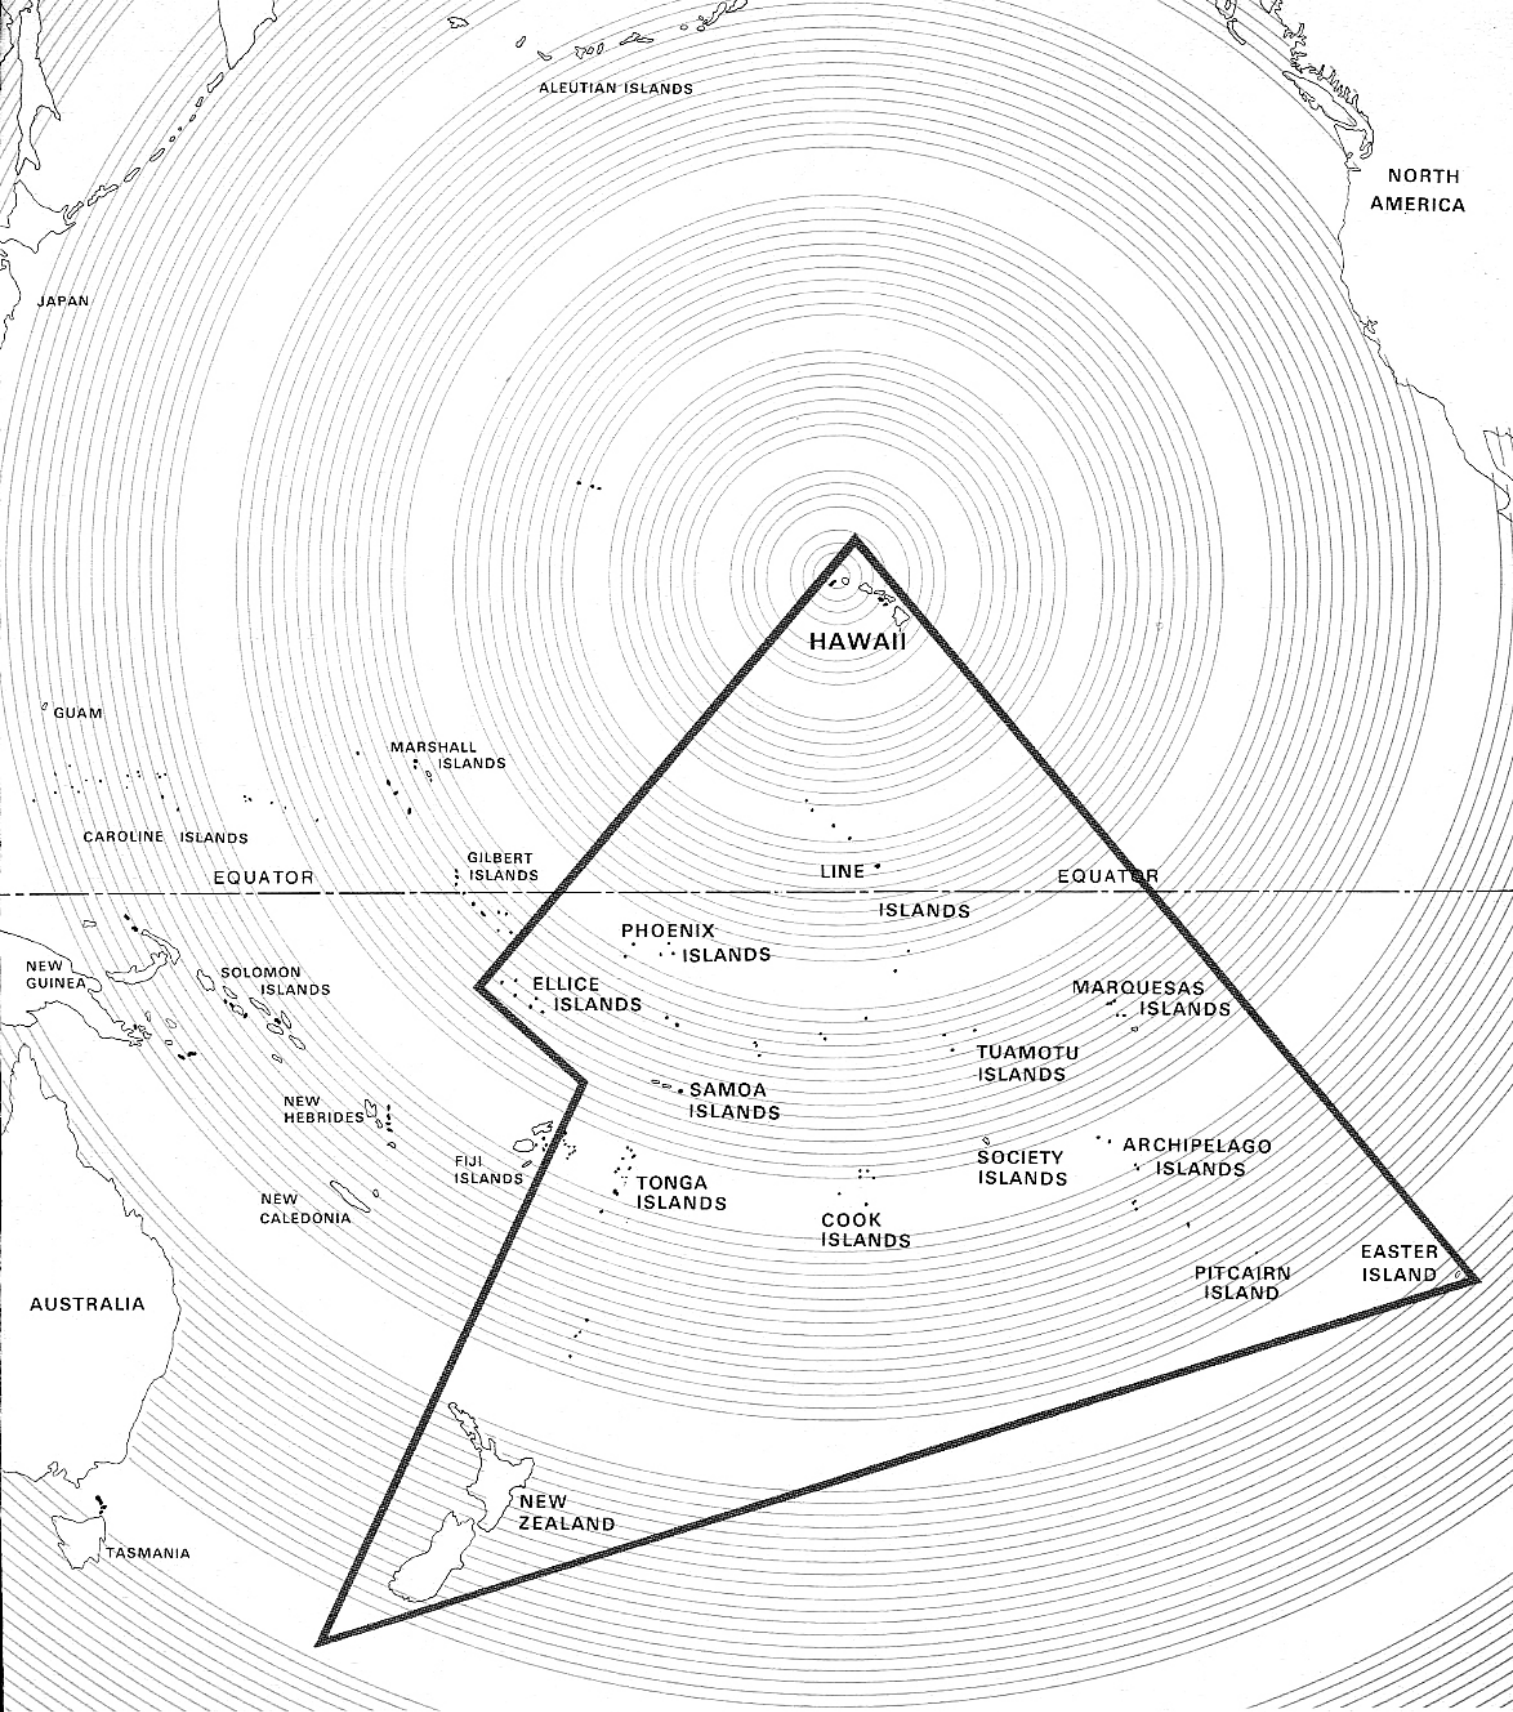 ALEUTIAN ISLANDS
NORTH
AMERICA
JAPAN
HAWAII
GUAM
MARSHALL
ISLANDS
CAROLINE ISLANDS
GILBERT
ISLANDS
EQUATOR
LINE
EQUATOR
ISLANDS
PHOENIX
ISLANDS
NEW
GUINEA
SOLOMON
ISLANDS
ELLICE
ISLANDS
MARQUESAS
ISLANDS
TUAMOTU
ISLANDS
SAMOA
ISLANDS
NEW
HEBRIDES
FIJI
ISLANDS
TONGA
ISLANDS
SOCIETY
ISLANDS
ARCHIPELAGO
ISLANDS
NEW
CALEDONIA
COOK
ISLANDS
EASTER
ISLAND
PITCAIRN
ISLAND
AUSTRALIA
NEW
ZEALAND
TASMANIA